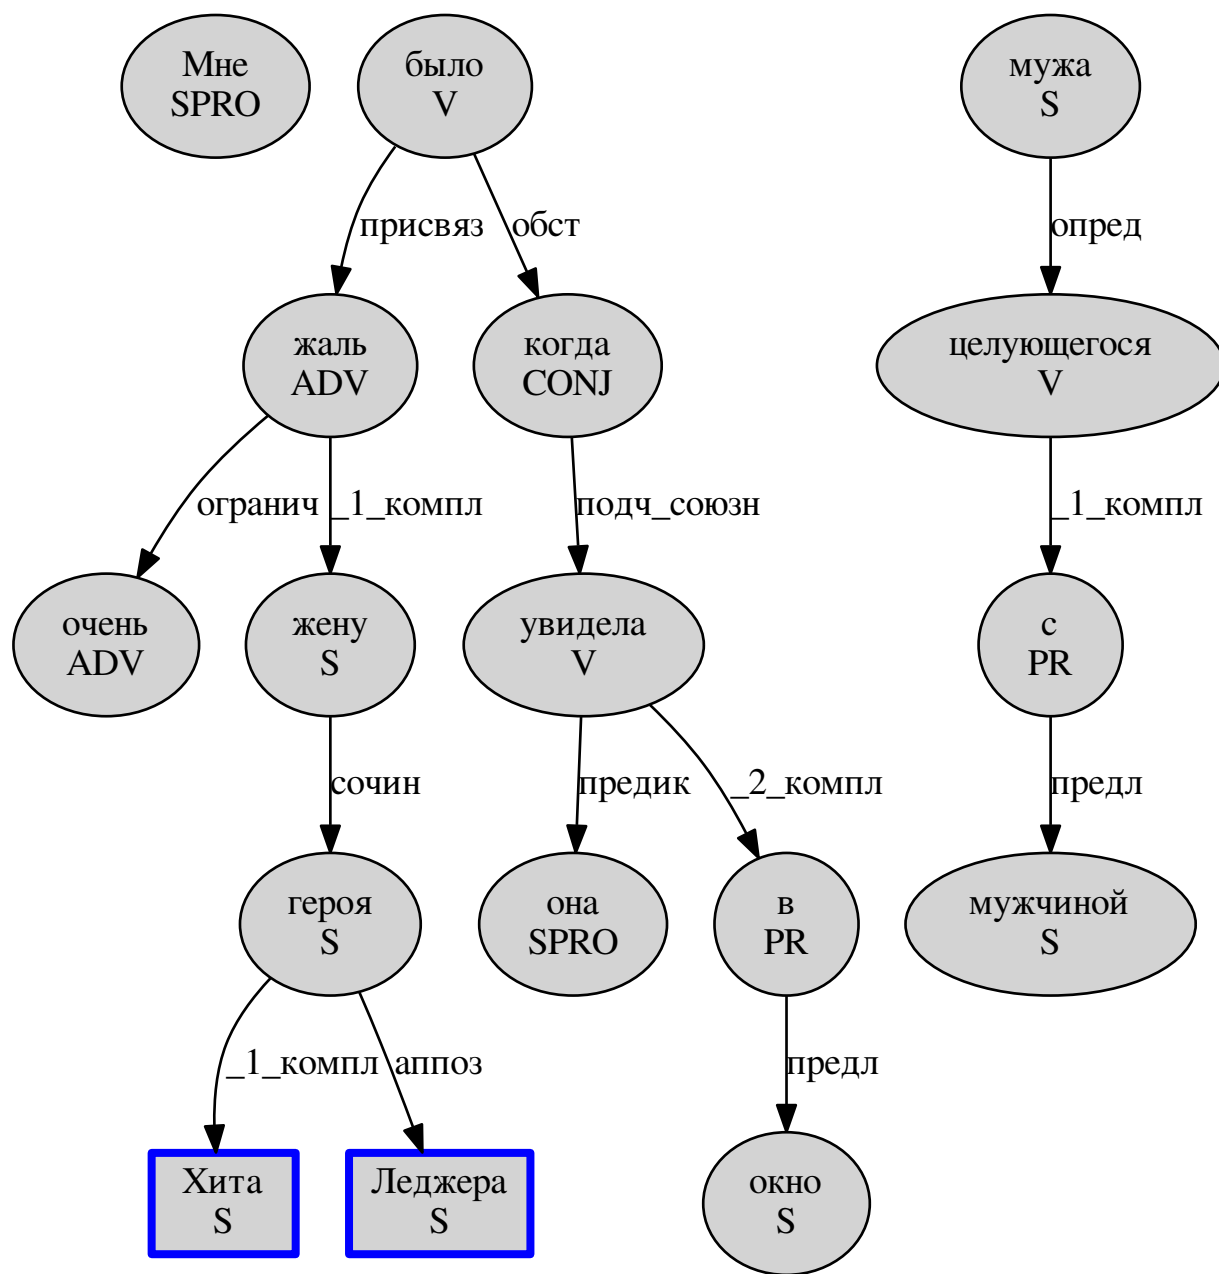 Мне
SPRO
было
V
мужа
S
присвяз
обст
опред
жаль
ADV
когда
CONJ
целующегося
V
огранич
_1_компл
подч_союзн
_1_компл
очень
ADV
жену
S
увидела
V
с
PR
сочин
предик
_2_компл
предл
героя
S
она
SPRO
в
PR
мужчиной
S
_1_компл
аппоз
предл
Хита
S
Леджера
S
окно
S